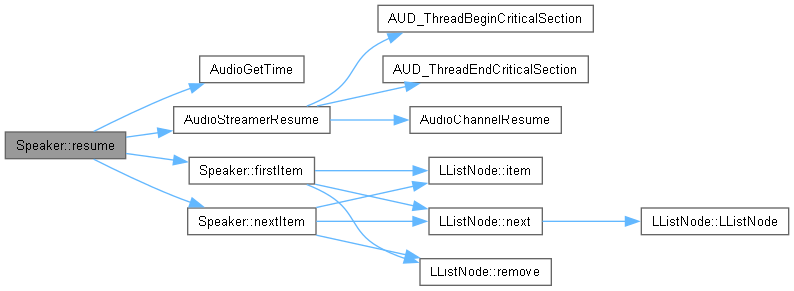 AUD_ThreadBeginCriticalSection
AudioGetTime
AUD_ThreadEndCriticalSection
AudioStreamerResume
AudioChannelResume
Speaker::resume
Speaker::firstItem
LListNode::item
Speaker::nextItem
LListNode::next
LListNode::LListNode
LListNode::remove